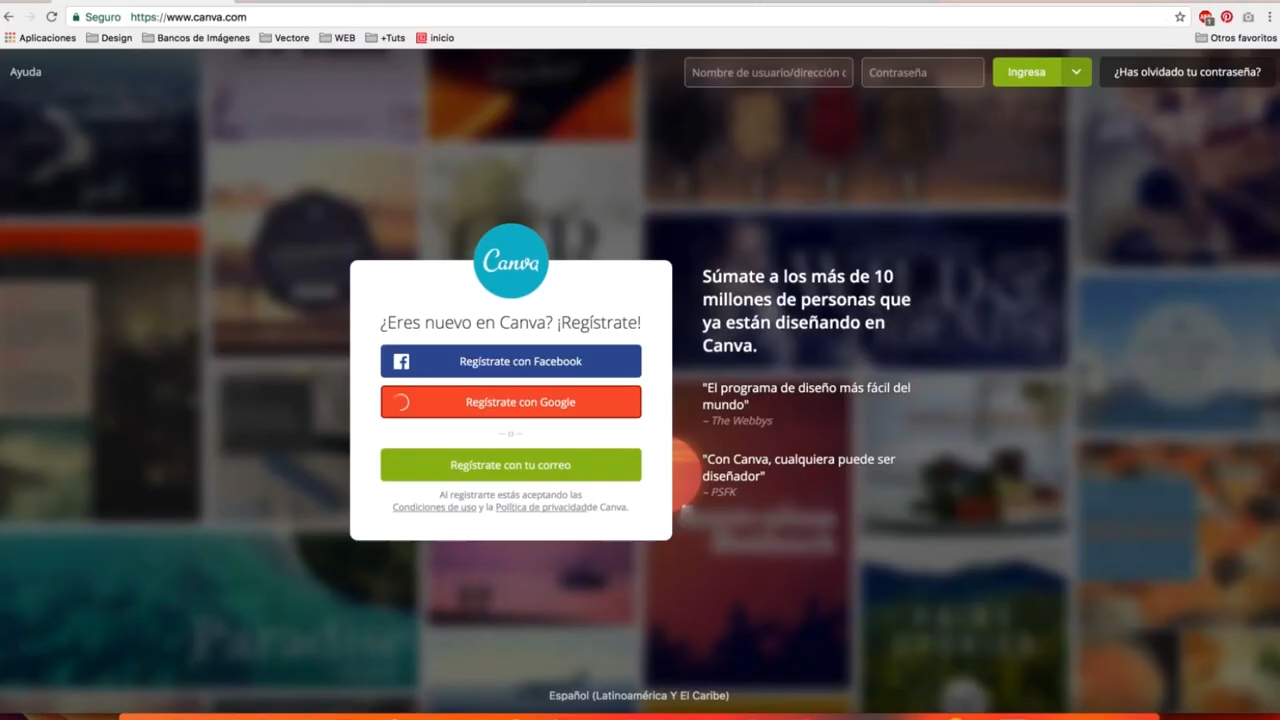 Seguro https://www.canva.com
Aplicaciones Design Bancos de Imágenes Vectore WEB +Tuts inicio Otros favoritos
Ayuda Nombre de usuario/dirección c Contraseña Ingresa ¿Has olvidado tu contraseña?
Canva
¿Eres nuevo en Canva? ¡Regístrate!
Regístrate con Facebook
Regístrate con Google
— o —
Regístrate con tu correo
Al registrarte estás aceptando las
Condiciones de uso y la Política de privacidadde Canva.
Súmate a los más de 10
millones de personas que
ya están diseñando en
Canva.
"El programa de diseño más fácil del
mundo"
– The Webbys
"Con Canva, cualquiera puede ser
diseñador"
– PSFK
Paradise
Español (Latinoamérica Y El Caribe)